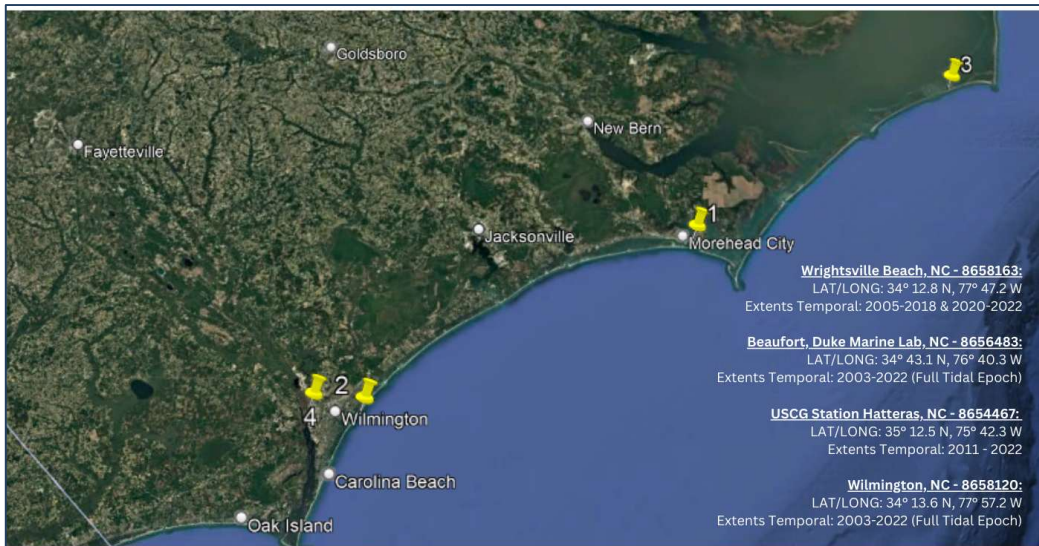 Goldsboro
3
Fayetteville
New Bern
1
Jacksonville
Morehead City
Wrightsville Beach, NC - 8658163:
LAT/LONG: 34° 12.8 N, 77° 47.2 W
Extents Temporal: 2005-2018 & 2020-2022
Beaufort, Duke Marine Lab, NC - 8656483:
LAT/LONG: 34° 43.1 N, 76° 40.3 W
Extents Temporal: 2003-2022 (Full Tidal Epoch)
USCG Station Hatteras, NC - 8654467:
LAT/LONG: 35° 12.5 N, 75° 42.3 W
Extents Temporal: 2011 - 2022
Wilmington, NC - 8658120:
LAT/LONG: 34° 13.6 N, 77° 57.2 W
Extents Temporal: 2003-2022 (Full Tidal Epoch)
2
4
Wilmington
Carolina Beach
Oak Island